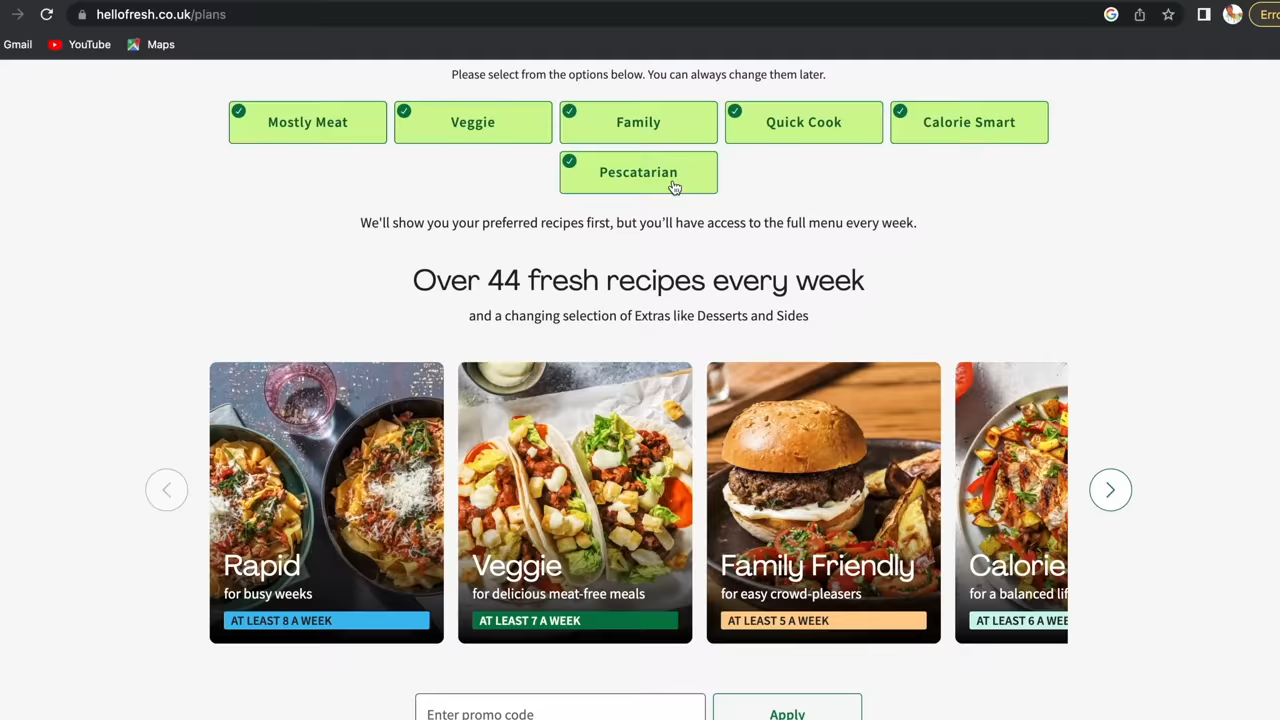 hellofresh.co.uk/plans
Erro
Gmail
YouTube
Maps
Please select from the options below. You can always change them later.
Mostly Meat
Veggie
Family
Quick Cook
Calorie Smart
Pescatarian
We'll show you your preferred recipes first, but you’ll have access to the full menu every week.
Over 44 fresh recipes every week
and a changing selection of Extras like Desserts and Sides
Rapid
for busy weeks
AT LEAST 8 A WEEK
Veggie
for delicious meat-free meals
AT LEAST 7 A WEEK
Family Friendly
for easy crowd-pleasers
AT LEAST 5 A WEEK
Calorie
for a balanced lif
AT LEAST 6 A WEE
Enter promo code
Apply